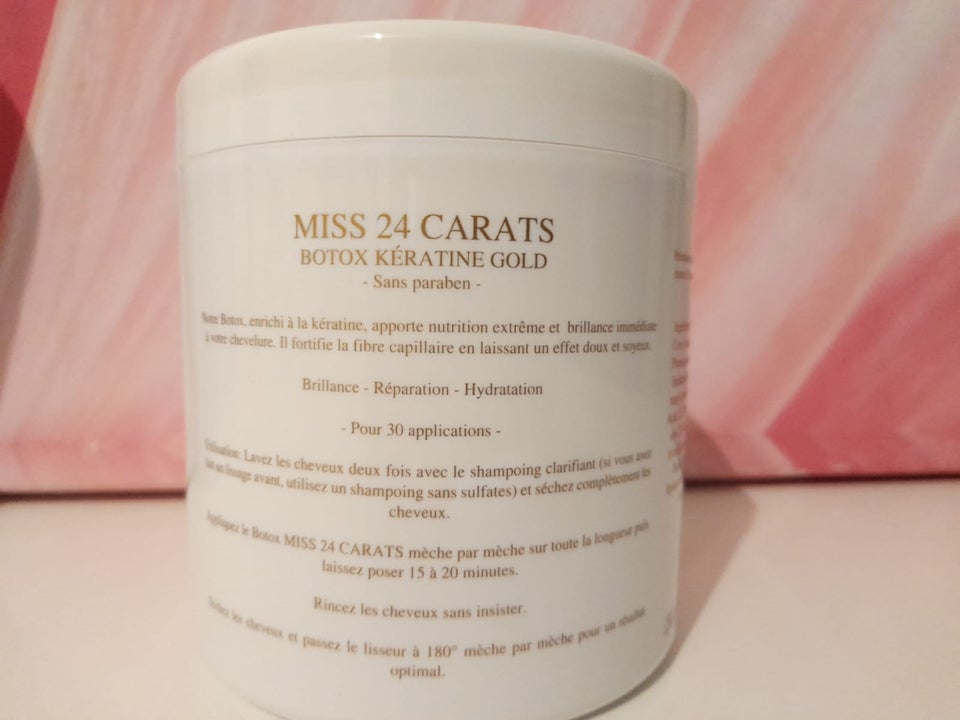 MISS 24 CARATS
BOTOX KÉRATINE GOLD
- Sans paraben -
Notre Botox, enrichi à la kératine, apporte nutrition extrême et brillance immédiate
à votre chevelure. Il fortifie la fibre capillaire en laissant un effet doux et soyeux.
Brillance - Réparation - Hydratation
- Pour 30 applications -
Utilisation: Lavez les cheveux deux fois avec le shampoing clarifiant (si vous avez
fait un lissage avant, utilisez un shampoing sans sulfates) et séchez complètement les
cheveux.
Appliquez le Botox MISS 24 CARATS mèche par mèche sur toute la longueur puis
laissez poser 15 à 20 minutes.
Rincez les cheveux sans insister.
Séchez les cheveux et passez le lisseur à 180° mèche par mèche pour un résultat
optimal.